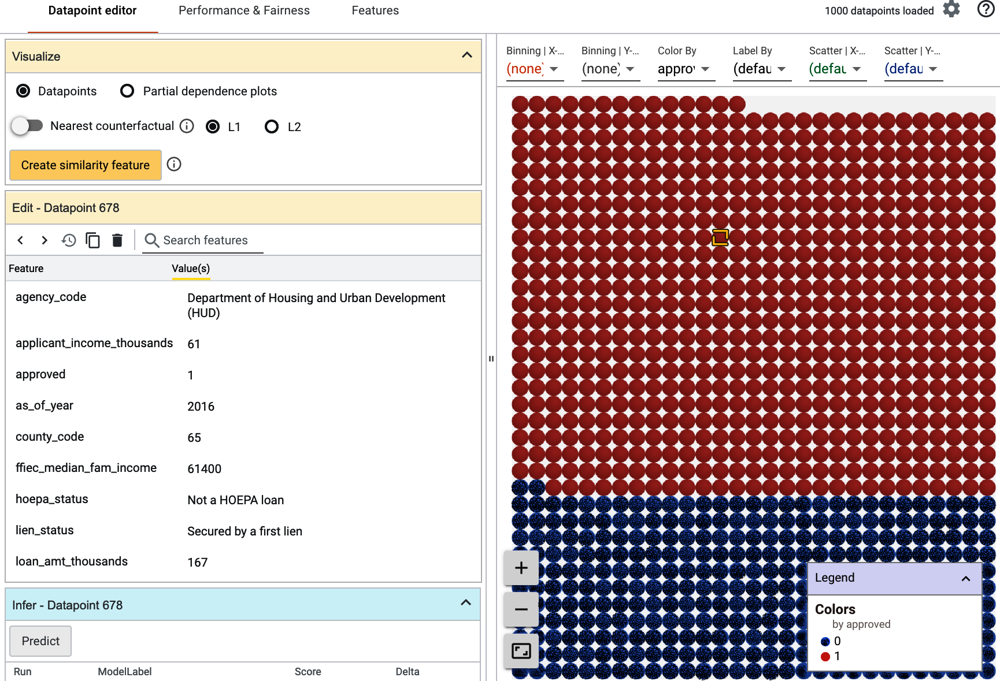 Datapoint editor
Performance & Fairness
Features
1000 datapoints loaded
Visualize
Datapoints
Partial dependence plots
Nearest counterfactual
L1
L2
Create similarity feature
Edit - Datapoint 678
Search features
Feature
Value(s)
agency_code
Department of Housing and Urban Development
(HUD)
applicant_income_thousands
61
approved
1
as_of_year
2016
county_code
65
ffiec_median_fam_income
61400
hoepa_status
Not a HOEPA loan
lien_status
Secured by a first lien
loan_amt_thousands
167
Infer - Datapoint 678
Predict
Run
ModelLabel
Score
Delta
Binning | X-...
(none)
Binning | Y-...
(none)
Color By
appro
Label By
(defau
Scatter | X-...
(defau
Scatter | Y-...
(defau
Legend
Colors
by approved
0
1